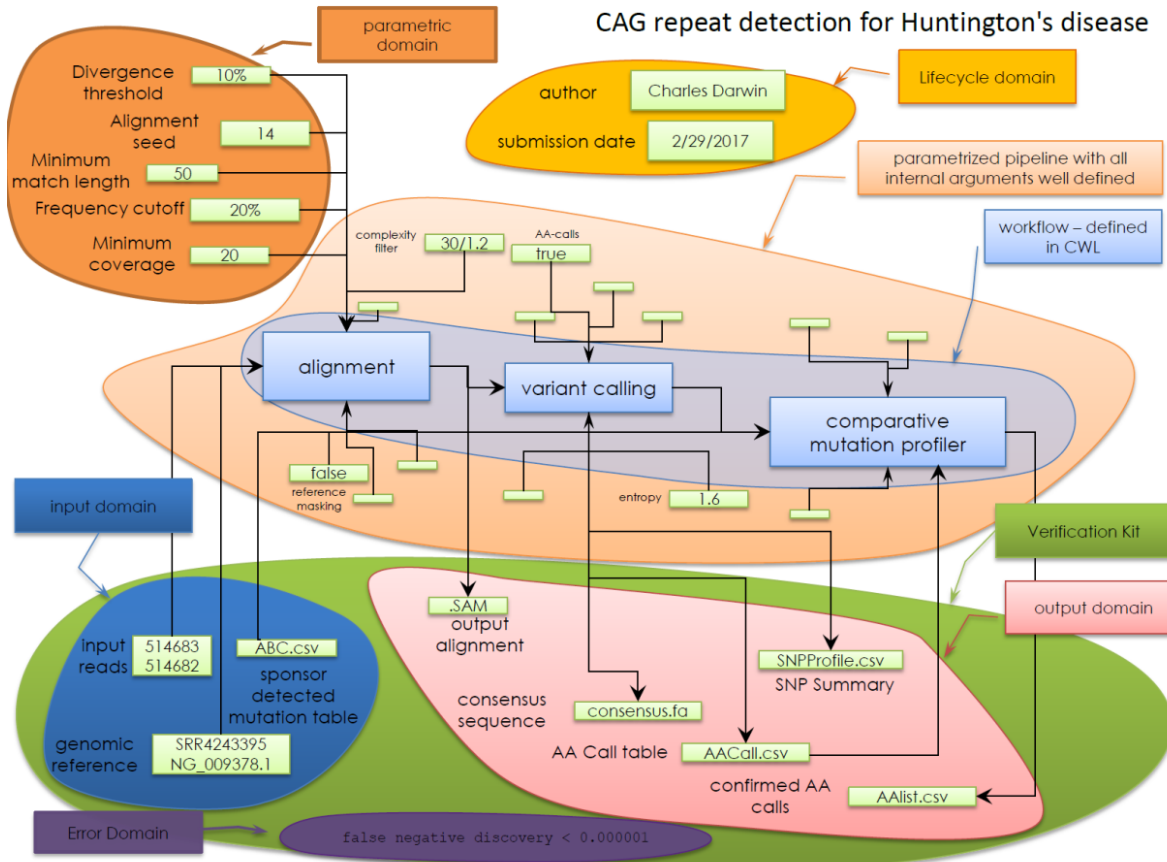 CAG repeat detection for Huntington's disease
parametric
domain
Divergence
threshold
10%
Alignment
seed
14
Minimum
match length
50
Frequency cutoff
20%
Minimum
coverage
20
author
Charles Darwin
submission date
2/29/2017
Lifecycle domain
parametrized pipeline with all
internal arguments well defined
workflow – defined
in CWL
complexity
filter
30/1.2
AA-calls
true
alignment
variant calling
comparative
mutation profiler
false
reference
masking
entropy
1.6
input domain
Verification Kit
output domain
Input
reads
514683
514682
ABC.csv
sponsor
detected
mutation table
genomic
reference
SRR4243395
NG_009378.1
.SAM
output
alignment
SNPProfile.csv
SNP Summary
consensus
sequence
consensus.fa
AA Call table
AACall.csv
confirmed AA
calls
AAlist.csv
Error Domain
false negative discovery < 0.000001